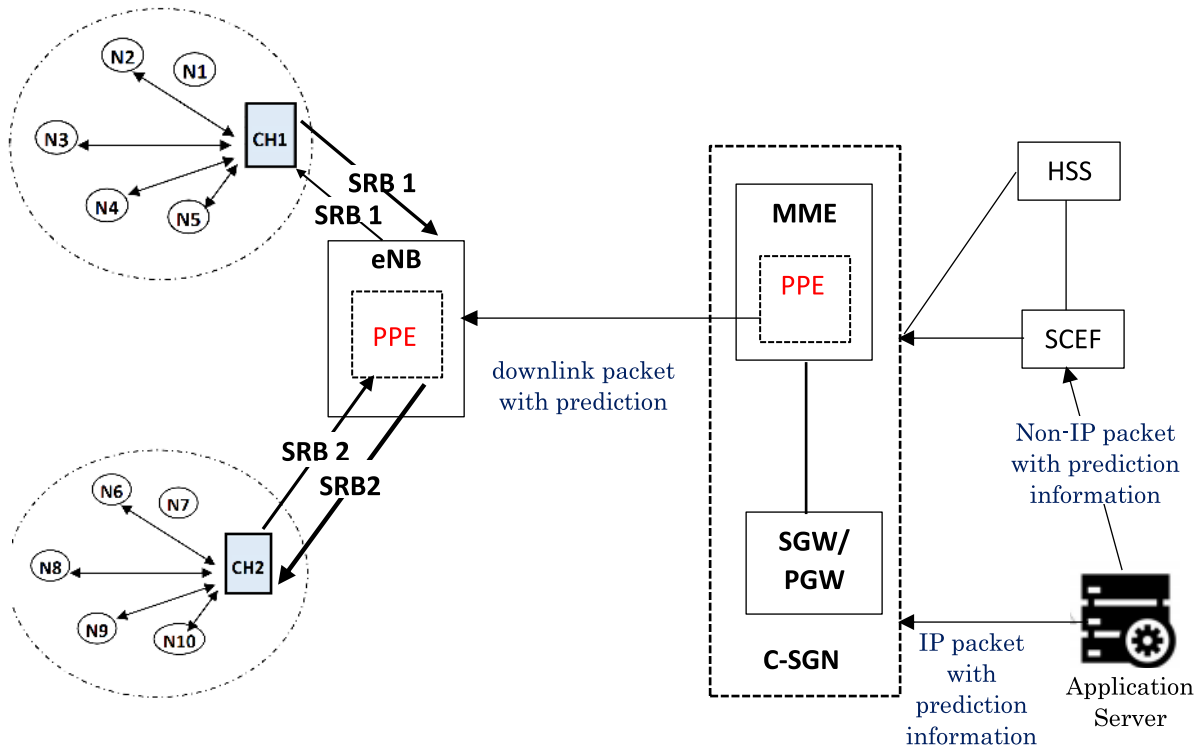 N2
N1
N3
CH1
N4
N5
SRB 1
SRB 1
eNB
PPE
SRB 2
SRB2
N6
N7
N8
CH2
N9
N10
downlink packet
with prediction
MME
PPE
SGW/
PGW
C-SGN
HSS
SCEF
Non-IP packet
with prediction
information
IP packet
with
prediction
information
Application
Server